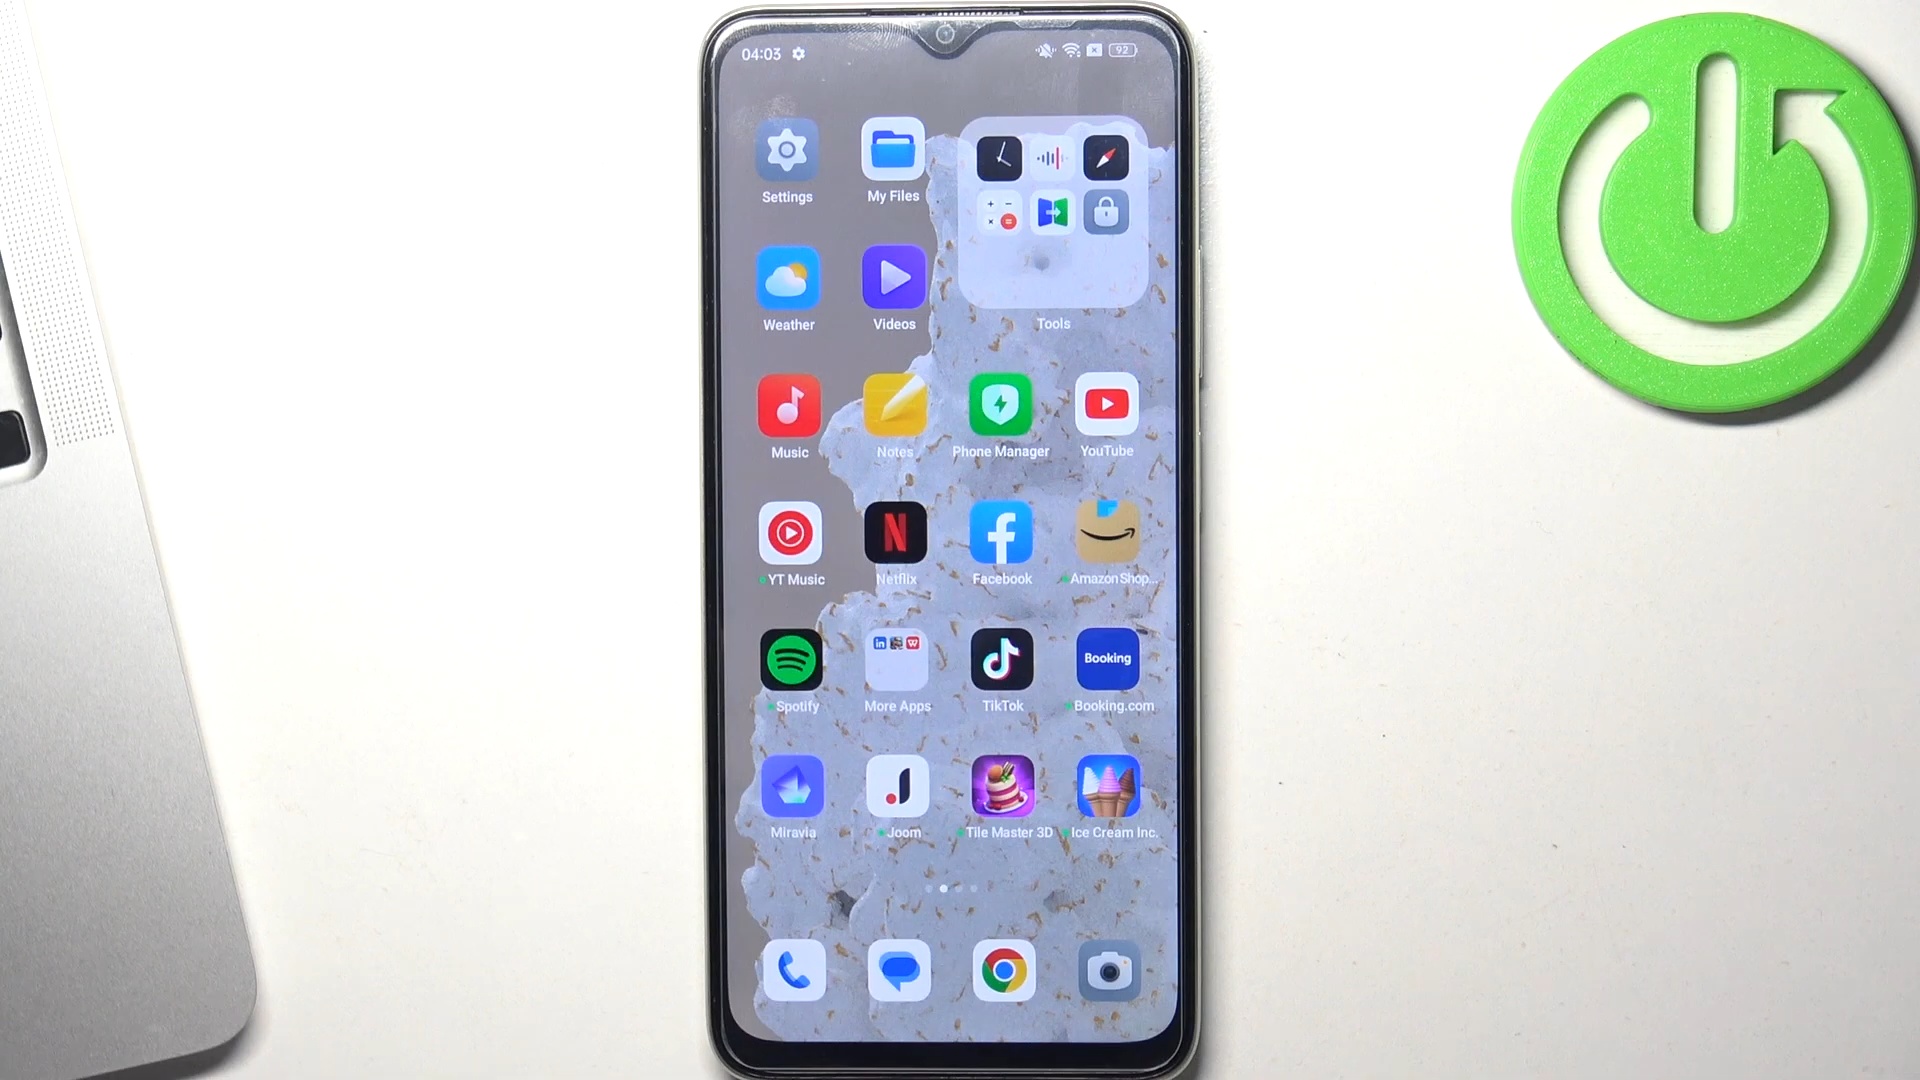 04:03 92
Settings My Files
Weather Videos Tools
Music Notes Phone Manager YouTube
YT Music Netflix Facebook Amazon Shop...
Booking
Spotify More Apps TikTok Booking.com
Miravia Joom Tile Master 3D Ice Cream Inc.